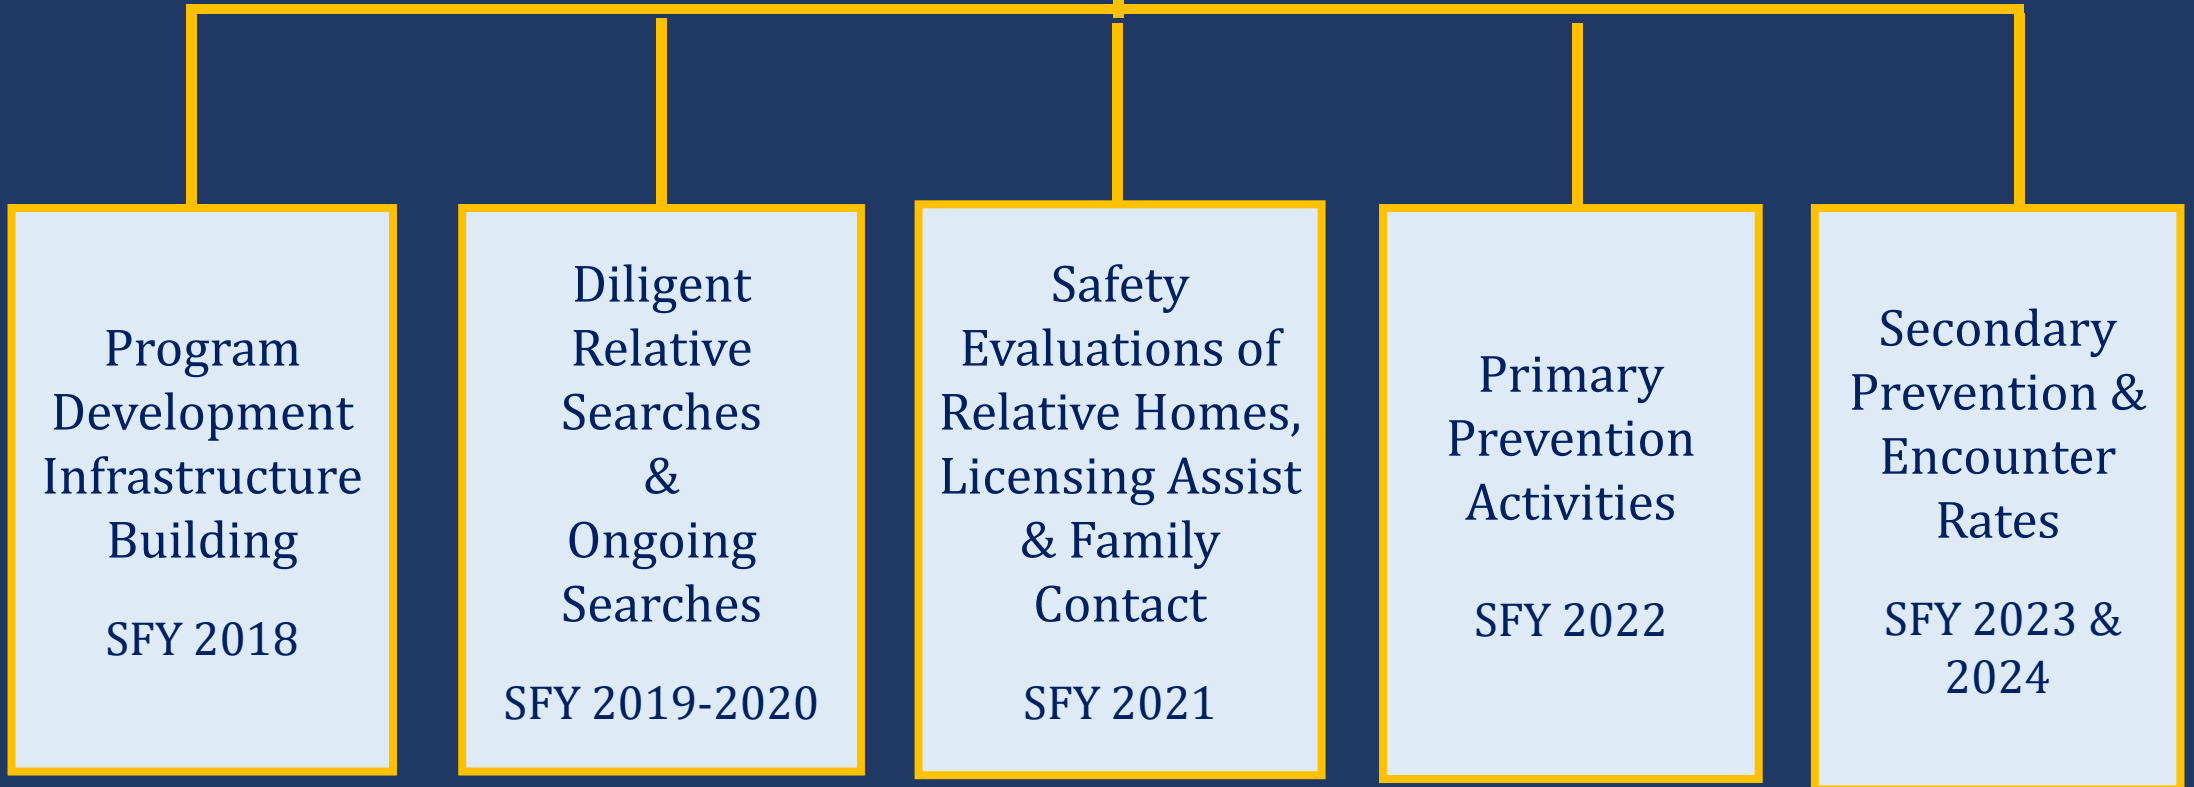 Program
Development
Infrastructure
Building
SFY 2018
Diligent
Relative
Searches
&
Ongoing
Searches
SFY 2019-2020
Safety
Evaluations of
Relative Homes,
Licensing Assist
& Family
Contact
SFY 2021
Primary
Prevention
Activities
SFY 2022
Secondary
Prevention &
Encounter
Rates
SFY 2023 &
2024